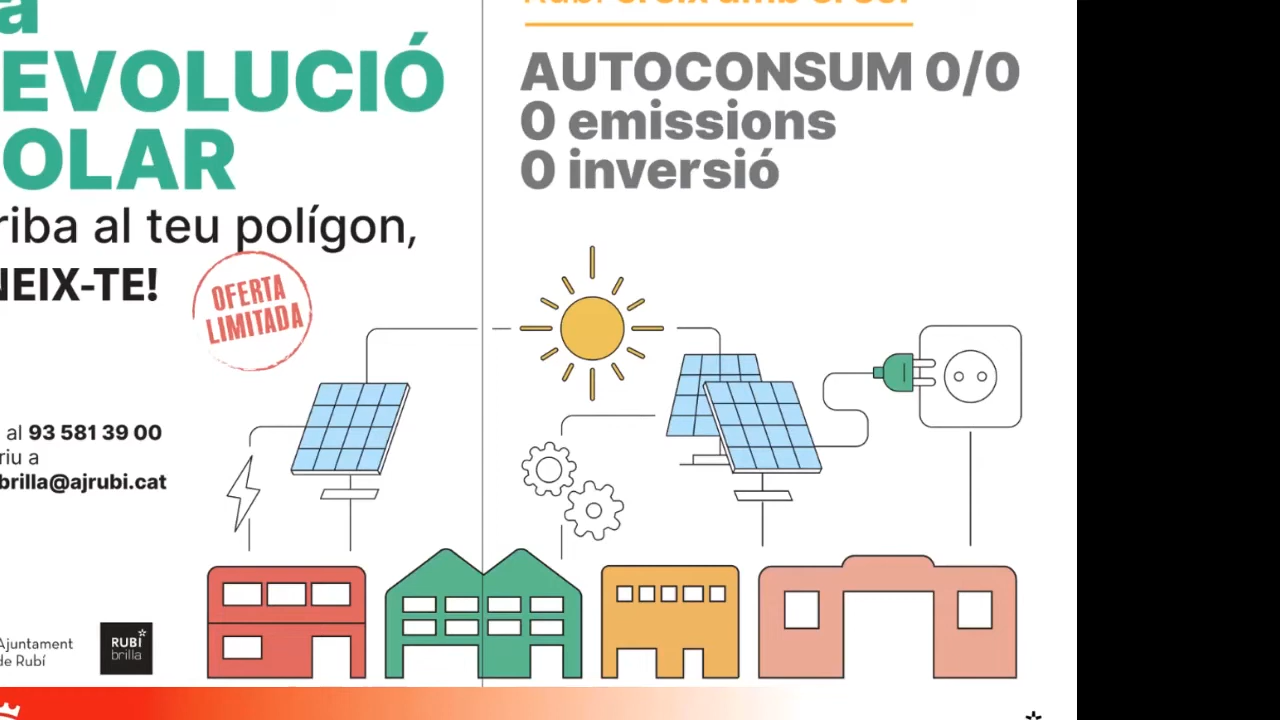 a
EVOLUCIÓ
OLAR
riba al teu polígon,
NEIX-TE!
OFERTA
LIMITADA
al 93 581 39 00
riu a
brilla@ajrubi.cat
Ajuntament
de Rubí
RUBÍ
brilla
AUTOCONSUM 0/0
0 emissions
0 inversió